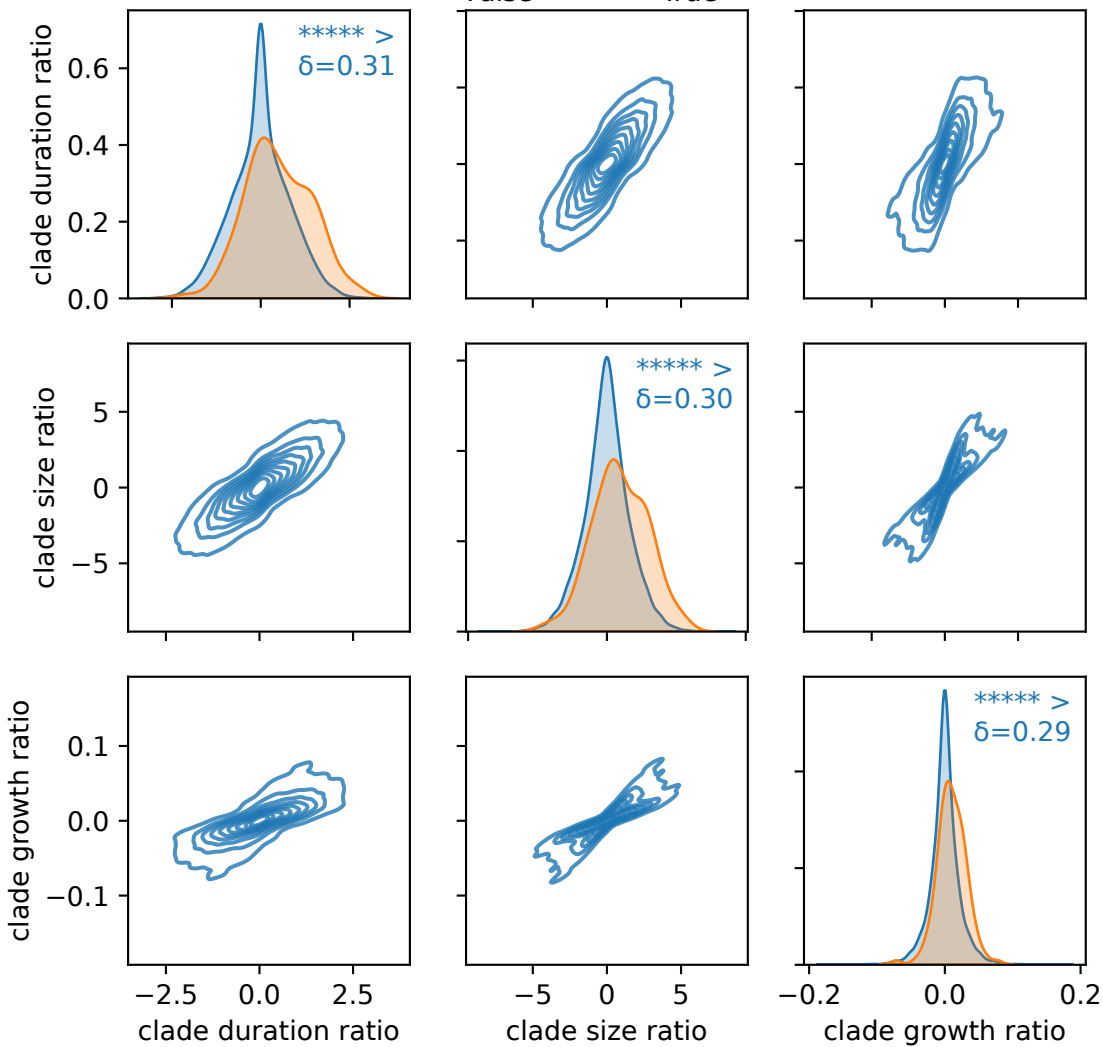 ***** >
δ=0.31
clade duration ratio
0.6
0.4
0.2
0.0
***** >
δ=0.30
clade size ratio
5
0
−5
***** >
δ=0.29
clade growth ratio
0.1
0.0
−0.1
−2.5 0.0 2.5
−5 0 5
−0.2 0.0 0.2
clade duration ratio
clade size ratio
clade growth ratio